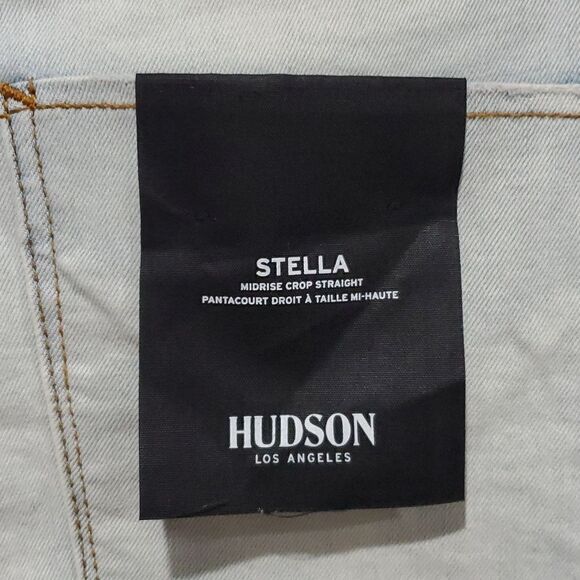 STELLA
MIDRISE CROP STRAIGHT
PANTACOURT DROIT À TAILLE MI-HAUTE
HUDSON
LOS ANGELES